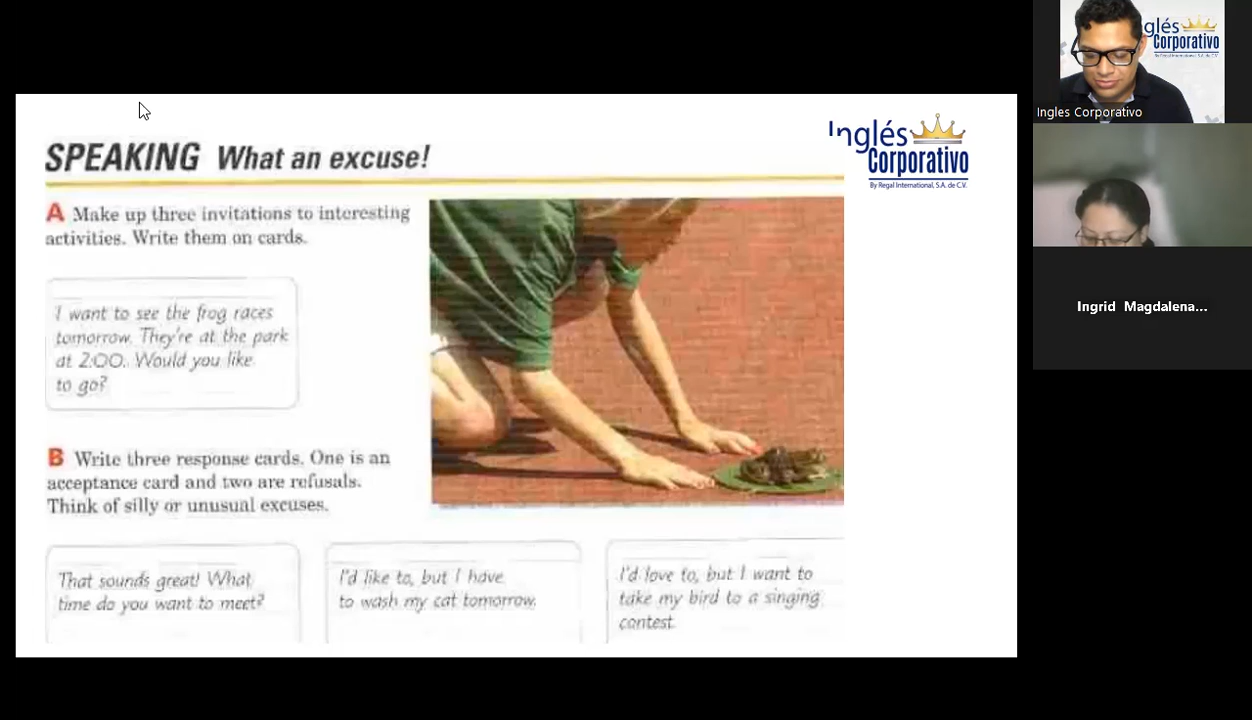 SPEAKING What an excuse!
Inglés
Corporativo
By Regal International, S.A. de C.V.
A Make up three invitations to interesting
activities. Write them on cards.
I want to see the frog races
tomorrow. They're at the park
at 2:00. Would you like
to go?
B Write three response cards. One is an
acceptance card and two are refusals.
Think of silly or unusual excuses.
That sounds great! What
time do you want to meet?
I'd like to, but I have
to wash my cat tomorrow.
I'd love to, but I want to
take my bird to a singing
contest.
glés
Corporativo
By Regal International, S.A. de C.V.
Ingles Corporativo
Ingrid Magdalena...